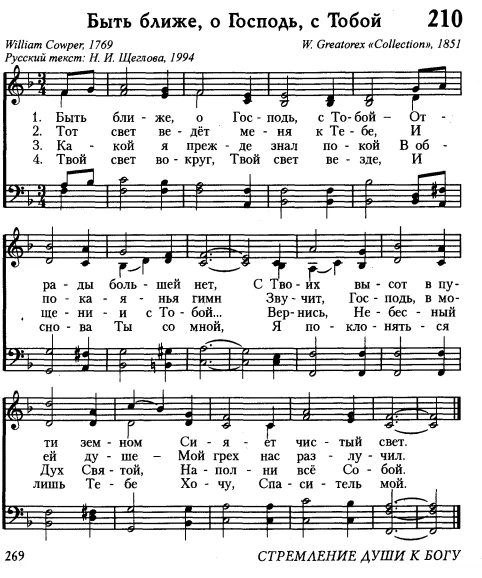 Быть ближе, о Господь, с Тобой 210
William Cowper, 1769 W. Greatorex «Collection», 1851
Русский текст: Н. И. Щеглова, 1994
1. Быть бли - же, о Гос - подь, с То-бой – От -
2. Тот свет ве - дёт ме - ня к Те - бе, И
3. Ка - кой я преж - де знал по - кой В об -
4. Твой свет во - круг, Твой свет ве - зде, И
ра - ды боль - шей нет, С Тво - их вы - сот в пу -
по - ка - я - нья гимн Зву - чит, Гос - подь, в мо -
ще - ни - и с То - бой... Вер - нись, Не - бес - ный
сно - ва Ты со мной, Я по - кло - нять - ся
ти зем - ном Си - я - ет чис - тый свет.
ей ду - ше – Мой грех нас раз - лу - чил.
Дух Свя - той, На - пол - ни всё Со - бой.
лишь Те - бе Хо - чу, Спа - си - тель мой.
269 СТРЕМЛЕНИЕ ДУШИ К БОГУ